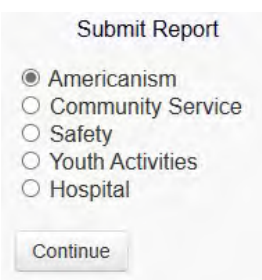 Submit Report
Americanism
Community Service
Safety
Youth Activities
Hospital
Continue